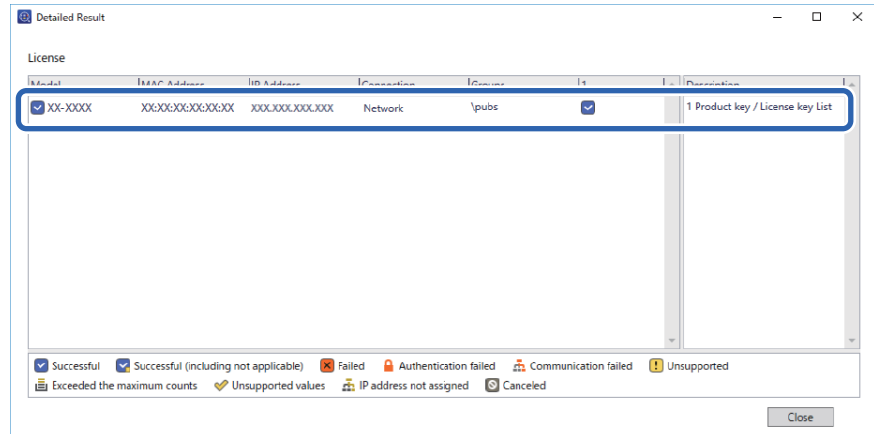 Detailed Result
License
Model MAC Address IP Address Connection Groups 1 Description
XX-XXXX XX:XX:XX:XX:XX:XX XXX.XXX.XXX.XXX Network \pubs 1 Product key / License key List
Successful Successful (including not applicable) Failed Authentication failed Communication failed Unsupported
Exceeded the maximum counts Unsupported values IP address not assigned Canceled
Close